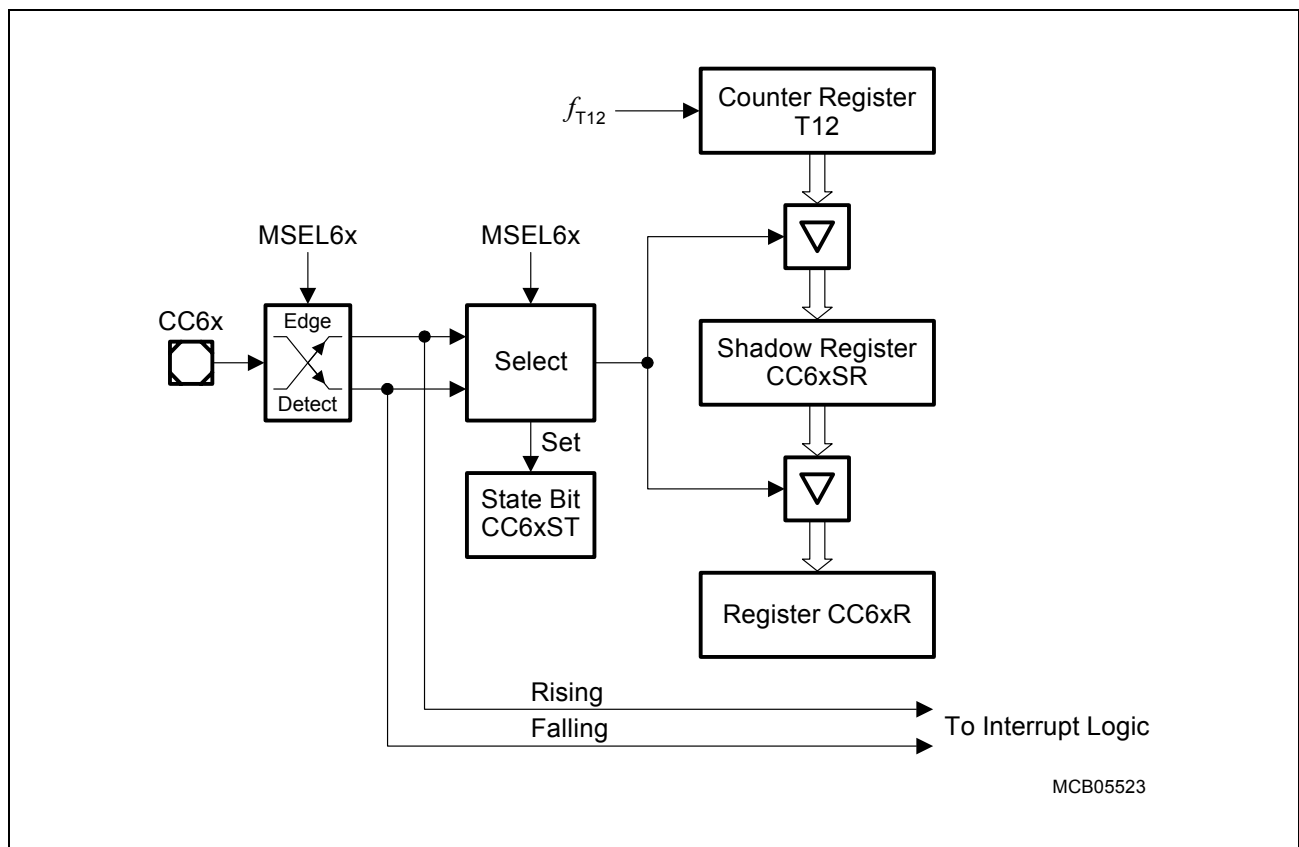 Counter Register
T12
fT12
MSEL6x
MSEL6x
CC6x
Edge
Detect
Select
Shadow Register
CC6xSR
Set
State Bit
CC6xST
Register CC6xR
Rising
Falling
To Interrupt Logic
MCB05523